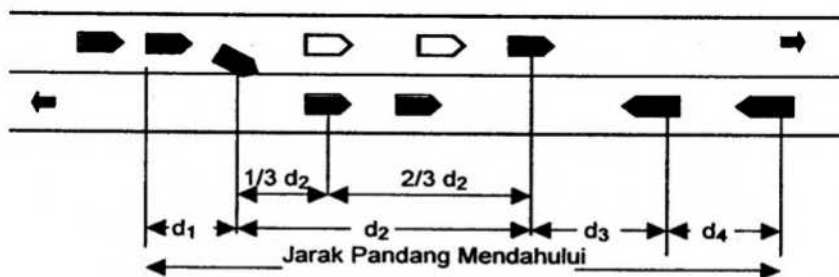 1/3 d₂ 2/3 d₂
d₁ d₂ d₃ d₄
Jarak Pandang Mendahului